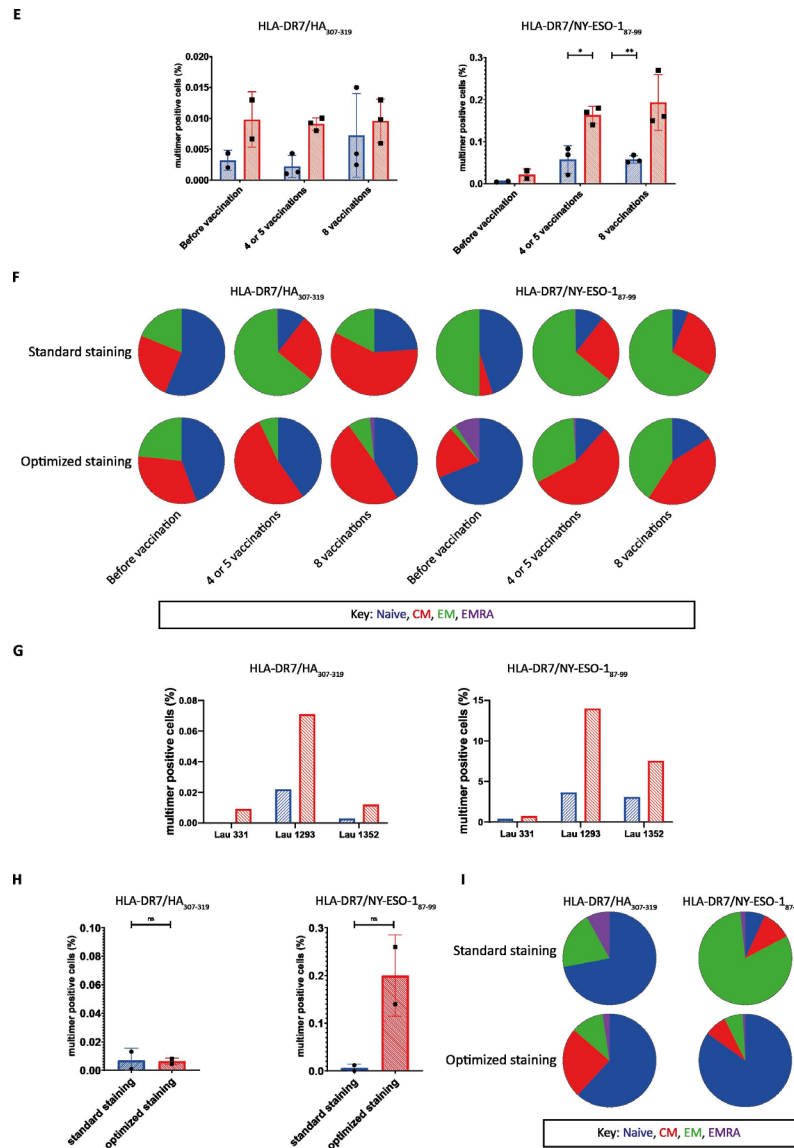 E
HLA-DR7/HA307-319
HLA-DR7/NY-ESO-187-99
multimer positive cells (%)
0.020
0.015
0.010
0.005
0.000
Before vaccination
4 or 5 vaccinations
8 vaccinations
multimer positive cells (%)
0.3
0.2
0.1
0.0
*
**
Before vaccination
4 or 5 vaccinations
8 vaccinations
F
HLA-DR7/HA307-319
HLA-DR7/NY-ESO-187-99
Standard staining
Optimized staining
Before vaccination
4 or 5 vaccinations
8 vaccinations
Before vaccination
4 or 5 vaccinations
8 vaccinations
Key: Naive, CM, EM, EMRA
G
HLA-DR7/HA307-319
HLA-DR7/NY-ESO-187-99
multimer positive cells (%)
0.08
0.06
0.04
0.02
0.00
Lau 331
Lau 1293
Lau 1352
multimer positive cells (%)
15
10
5
0
Lau 331
Lau 1293
Lau 1352
H
HLA-DR7/HA307-319
ns
multimer positive cells (%)
0.10
0.08
0.06
0.04
0.02
0.00
standard staining
optimized staining
HLA-DR7/NY-ESO-187-99
ns
multimer positive cells (%)
0.3
0.2
0.1
0.0
standard staining
optimized staining
I
HLA-DR7/HA307-319
HLA-DR7/NY-ESO-187-
Standard staining
Optimized staining
Key: Naive, CM, EM, EMRA